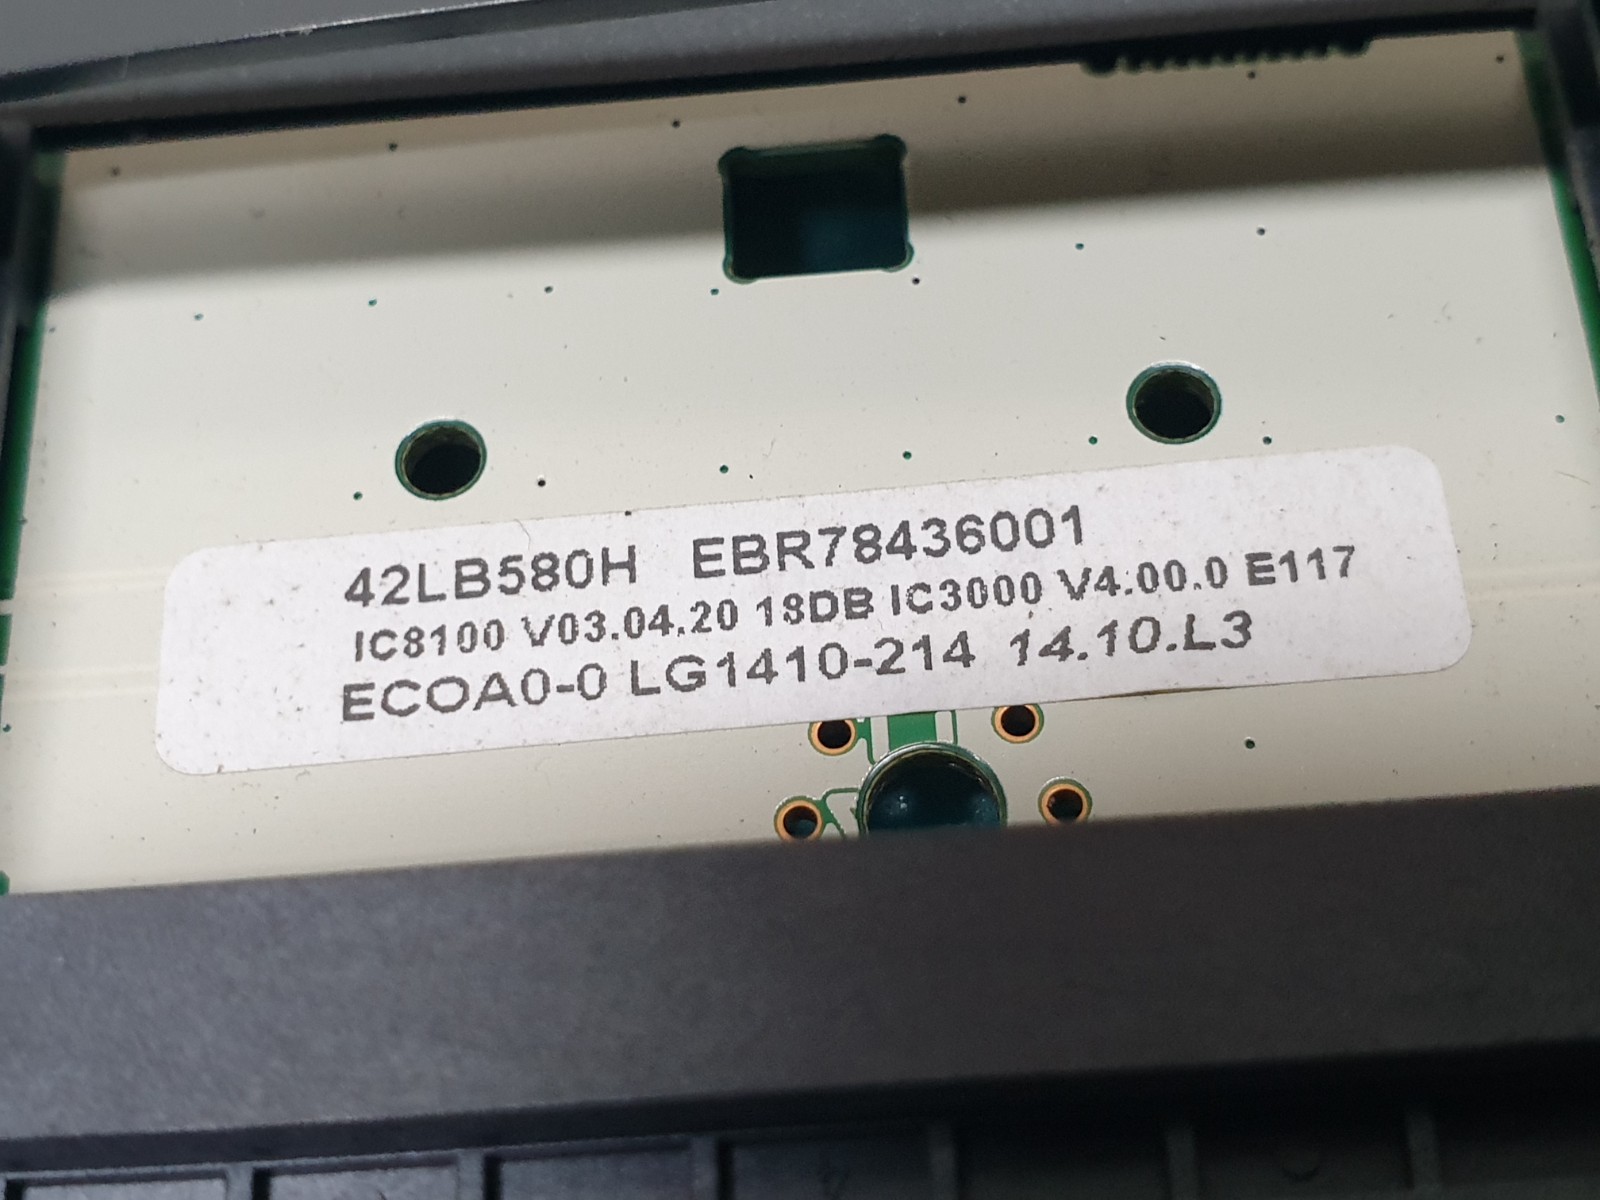 42LB580H EBR78436001
IC8100 V03.04.20 18DB IC3000 V4.00.0 E117
ECOA0-0 LG1410-214 14.10.L3